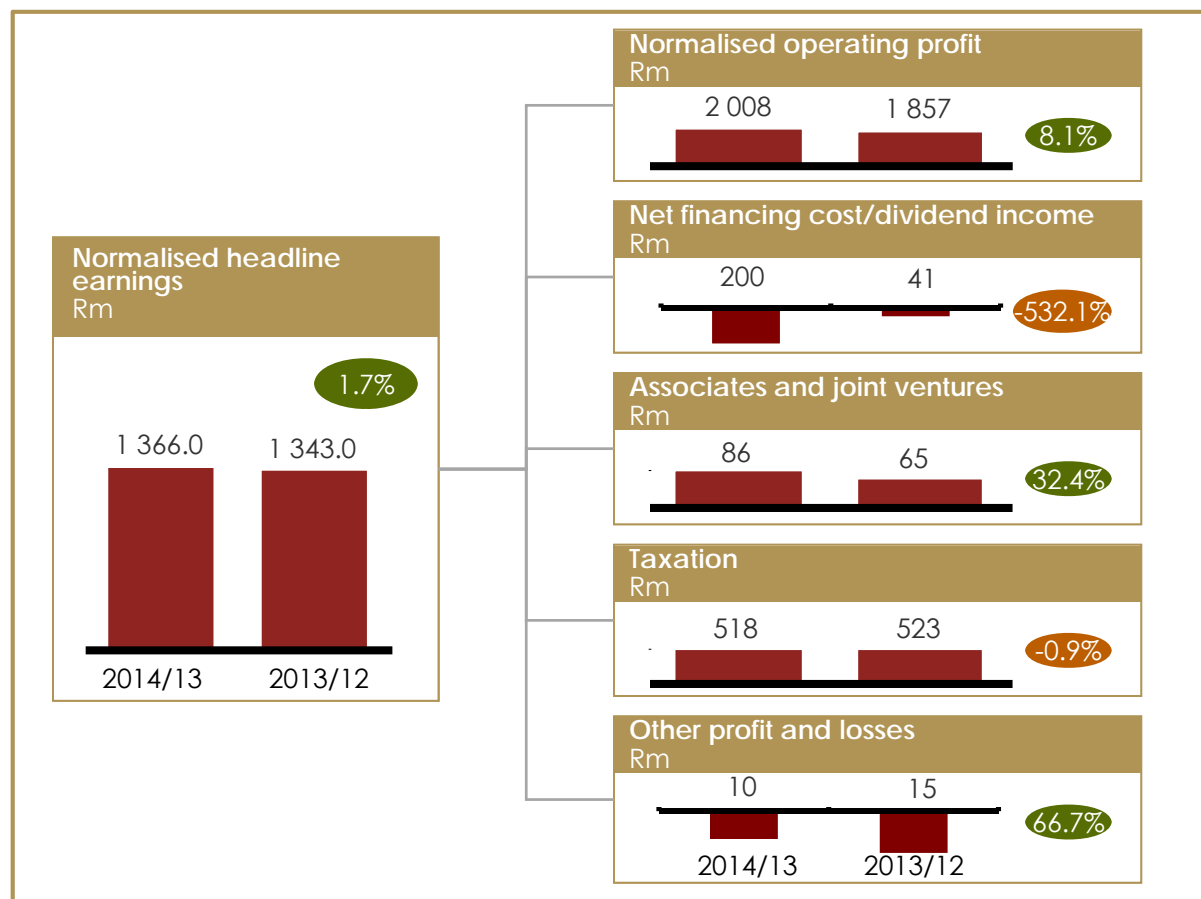 Normalised headline
earnings
Rm
1.7%
1 366.0 1 343.0
2014/13 2013/12
Normalised operating profit
Rm
2 008 1 857
8.1%
Net financing cost/dividend income
Rm
200 41
-532.1%
Associates and joint ventures
Rm
86 65
32.4%
Taxation
Rm
518 523
-0.9%
Other profit and losses
Rm
10 15
66.7%
2014/13 2013/12